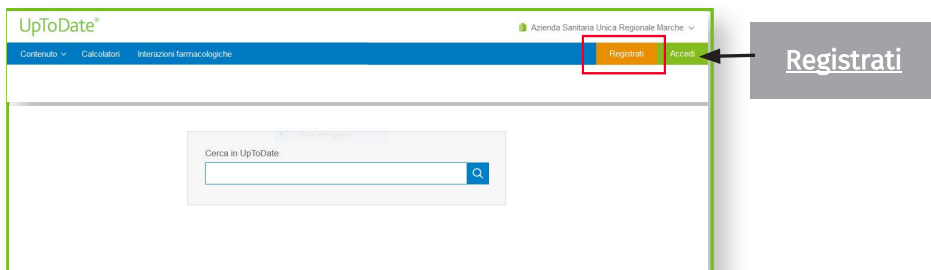 UpToDate®
Azienda Sanitaria Unica Regionale Marche
Contenuto Calcolatori Interazioni farmacologiche Registrati Accedi
Registrati
Cerca in UpToDate